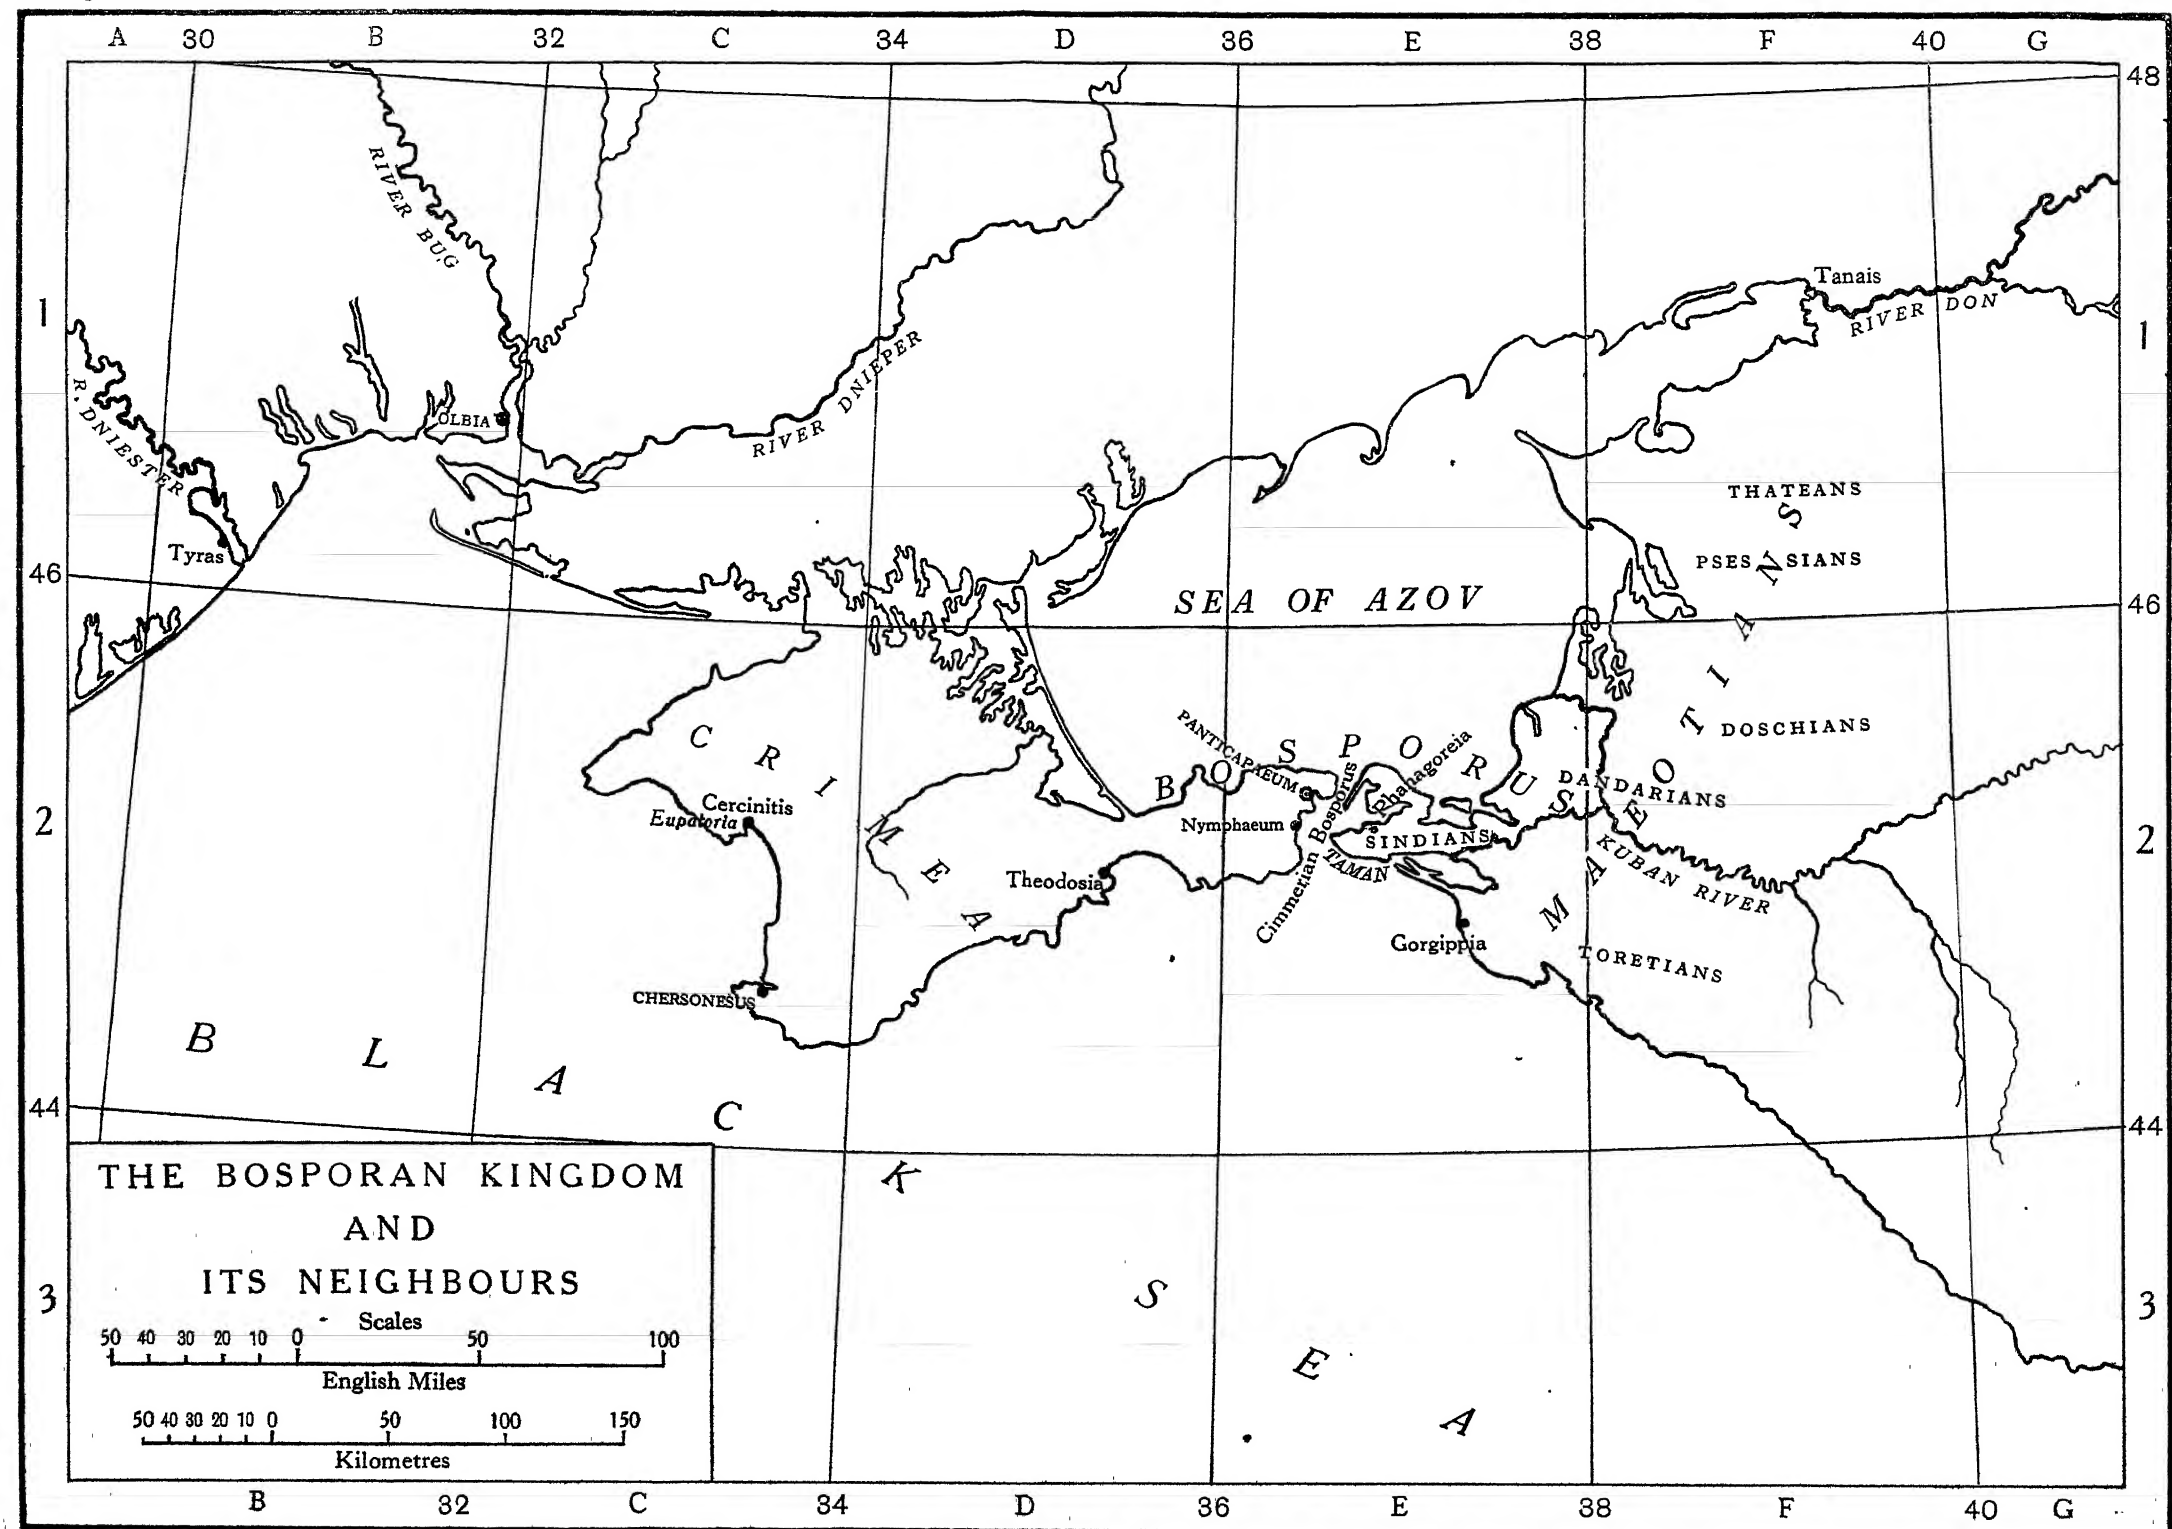 A 30 B 32 C 34 D 36 E 38 F 40 G
48
RIVER BUG
Tanais
RIVER DON
1
1
R. DNIESTER
OLBIA
RIVER DNIEPER
Tyras
THATEANS
PSESSIANS
46
46
SEA OF AZOV
MAEOTIANS
DOSCHIANS
CRIMEA
PANTICAPAEUM
BOSPORUS
Phanagoreia
DANDARIANS
Cercinitis
Eupatoria
2
2
Nymphaeum
Cimmerian Bosporus
SINDIANS
TAMAN
KUBAN RIVER
Theodosia
Gorgippia
TORETIANS
CHERSONESUS
BLACK SEA
44
44
THE BOSPORAN KINGDOM
AND
ITS NEIGHBOURS
Scales
50 40 30 20 10 0 50 100
English Miles
50 40 30 20 10 0 50 100 150
Kilometres
3
3
B 32 C 34 D 36 E 38 F 40 G